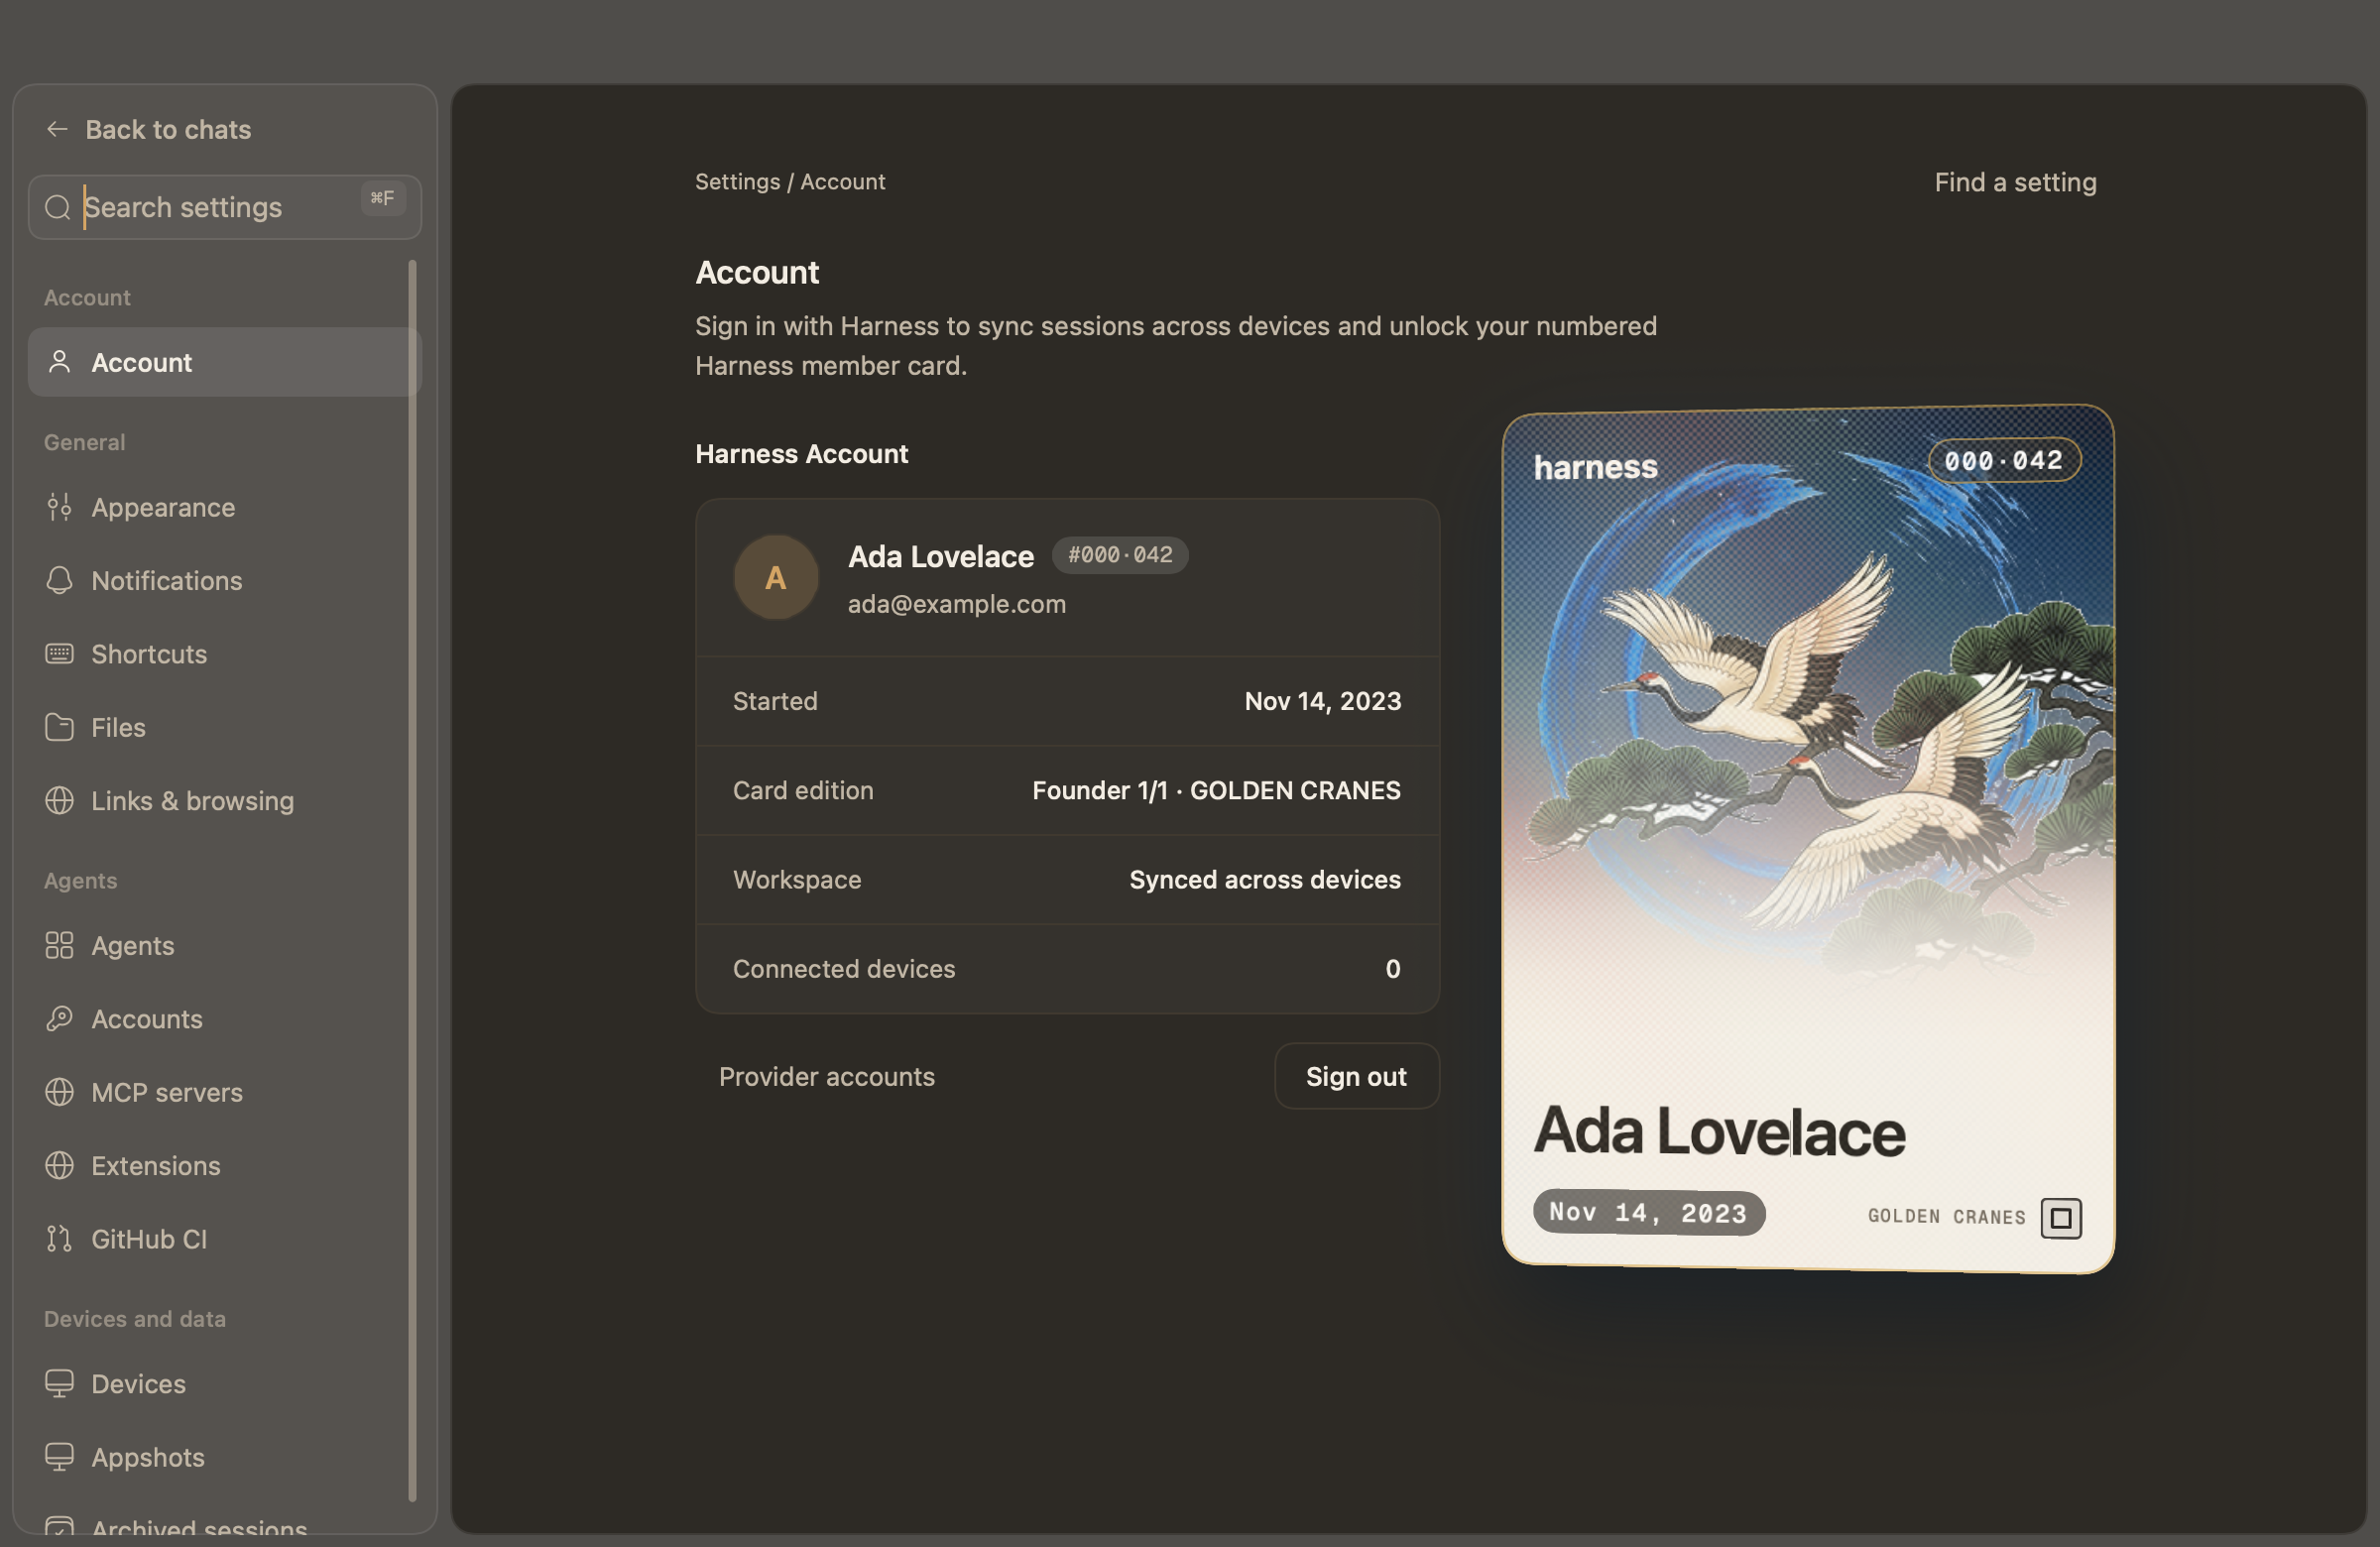 Back to chats
Search settings
⌘F
Account
Account
General
Appearance
Notifications
Shortcuts
Files
Links & browsing
Agents
Agents
Accounts
MCP servers
Extensions
GitHub CI
Devices and data
Devices
Appshots
Archived sessions
Settings / Account
Find a setting
Account
Sign in with Harness to sync sessions across devices and unlock your numbered
Harness member card.
Harness Account
A
Ada Lovelace #000·042
ada@example.com
Started Nov 14, 2023
Card edition Founder 1/1 · GOLDEN CRANES
Workspace Synced across devices
Connected devices 0
Provider accounts
Sign out
harness
000·042
Ada Lovelace
Nov 14, 2023
GOLDEN CRANES